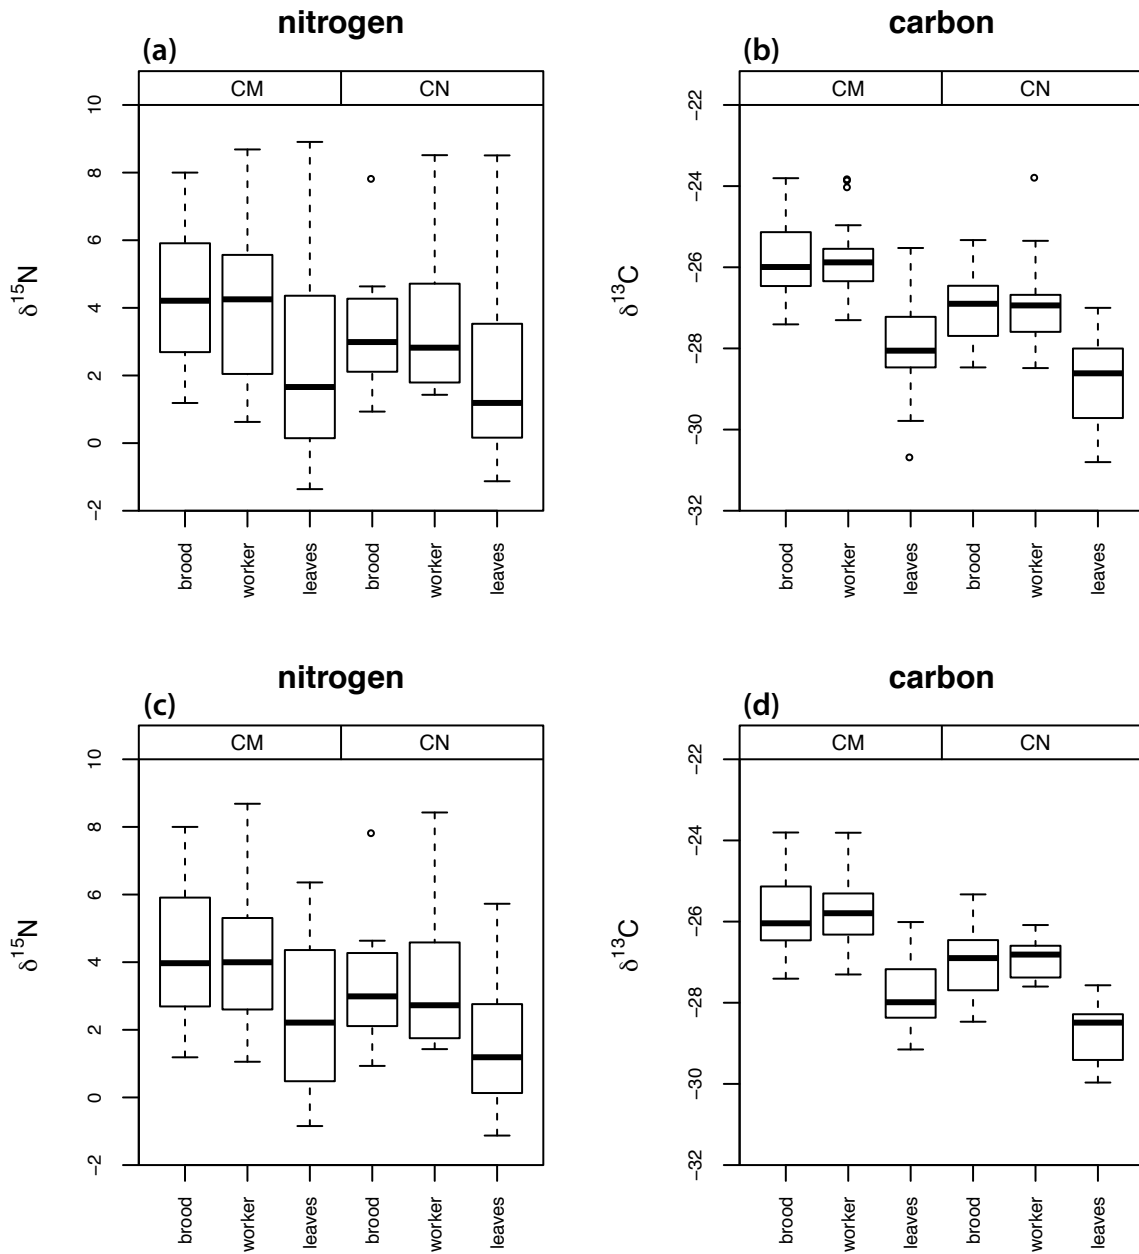 nitrogen
(a)
CM CN
10
8
6
4
2
0
−2
δ15N
brood worker leaves brood worker leaves
carbon
(b)
CM CN
−22
−24
−26
−28
−30
−32
δ13C
brood worker leaves brood worker leaves
nitrogen
(c)
CM CN
10
8
6
4
2
0
−2
δ15N
brood worker leaves brood worker leaves
carbon
(d)
CM CN
−22
−24
−26
−28
−30
−32
δ13C
brood worker leaves brood worker leaves